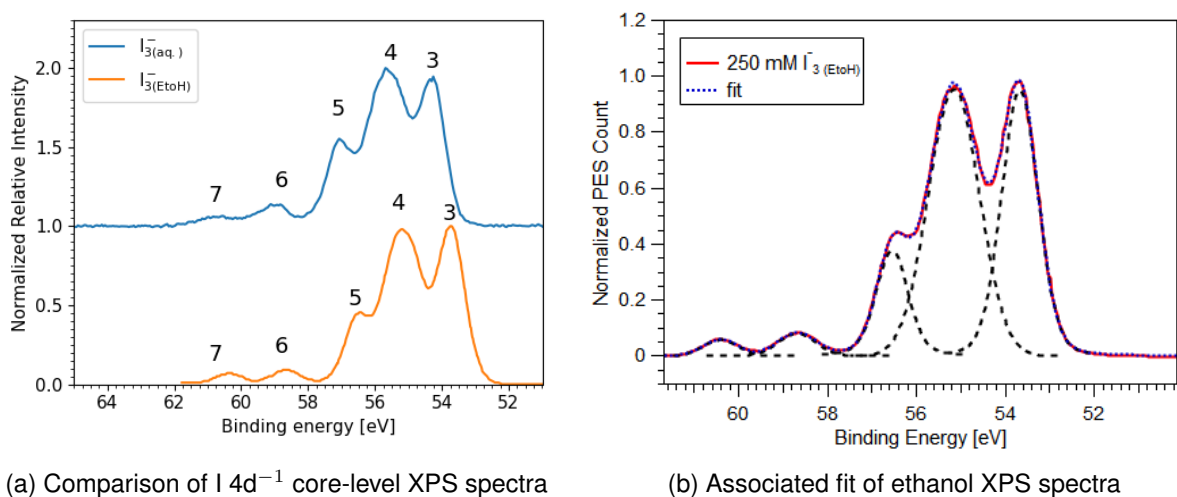 I₃⁻(aq.)
I₃⁻(EtoH)
7
6
5
4
3
7
6
5
4
3
2.0
1.5
1.0
0.5
0.0
Normalized Relative Intensity
64 62 60 58 56 54 52
Binding energy [eV]
(a) Comparison of I 4d⁻¹ core-level XPS spectra
250 mM I⁻₃ (EtoH)
fit
1.2
1.0
0.8
0.6
0.4
0.2
0
Normalized PES Count
60 58 56 54 52
Binding Energy [eV]
(b) Associated fit of ethanol XPS spectra